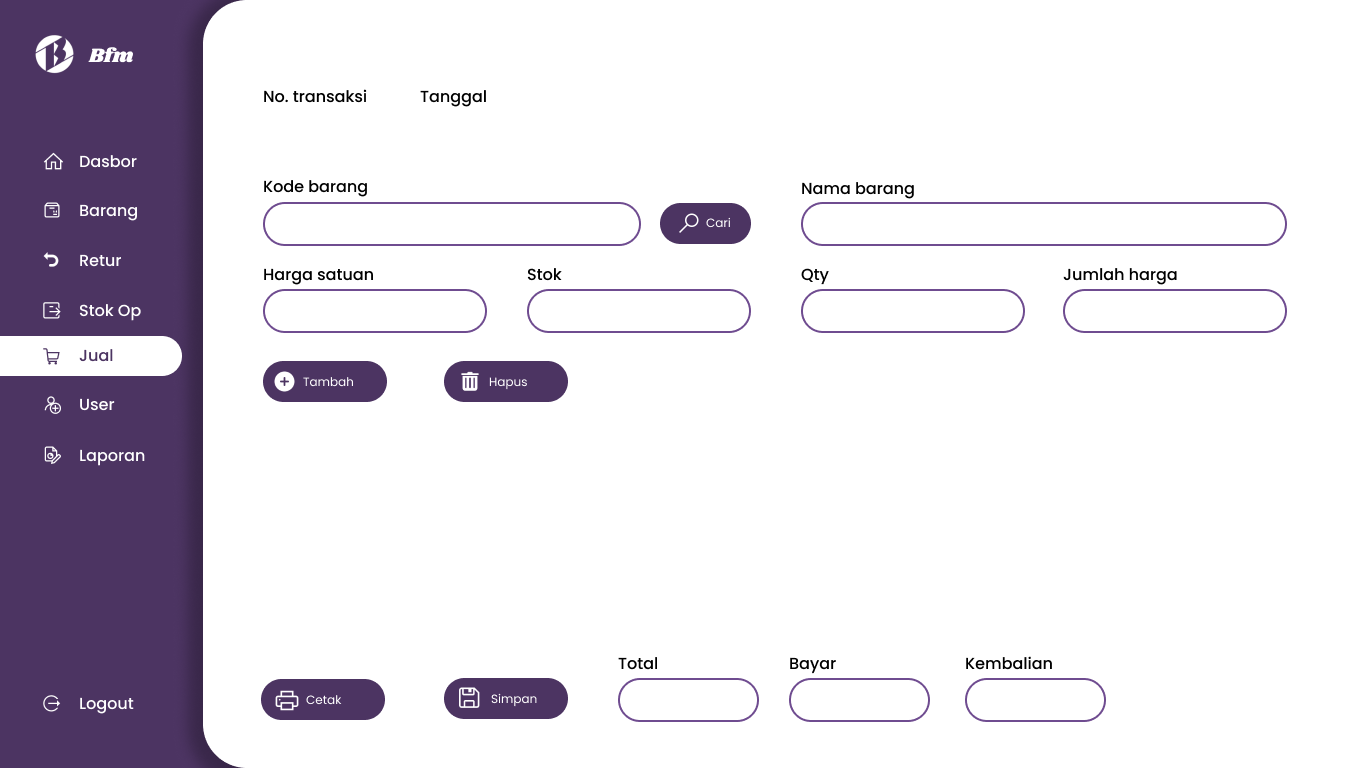 Bfm
Dasbor
Barang
Retur
Stok Op
Jual
User
Laporan
Logout
No. transaksi Tanggal
Kode barang
Cari
Nama barang
Harga satuan Stok Qty Jumlah harga
Tambah Hapus
Total Bayar Kembalian
Cetak Simpan